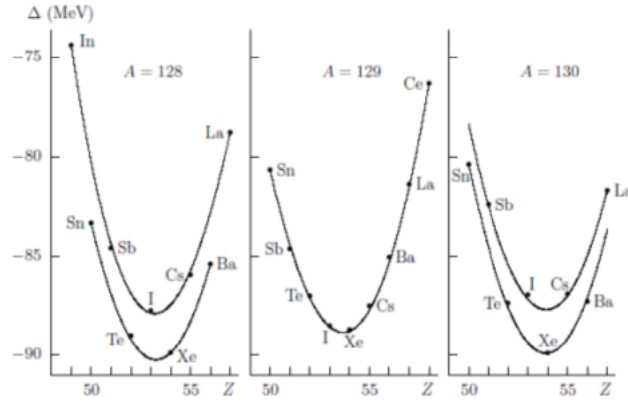 Δ (MeV)
−75
−80
−85
−90
A = 128
In
La
Sn
Sb
Cs
Ba
I
Te
Xe
50
55
Z
A = 129
Ce
Sn
La
Sb
Ba
Te
Cs
I
Xe
50
55
Z
A = 130
Sn
Sb
La
I
Cs
Te
Ba
Xe
50
55
Z